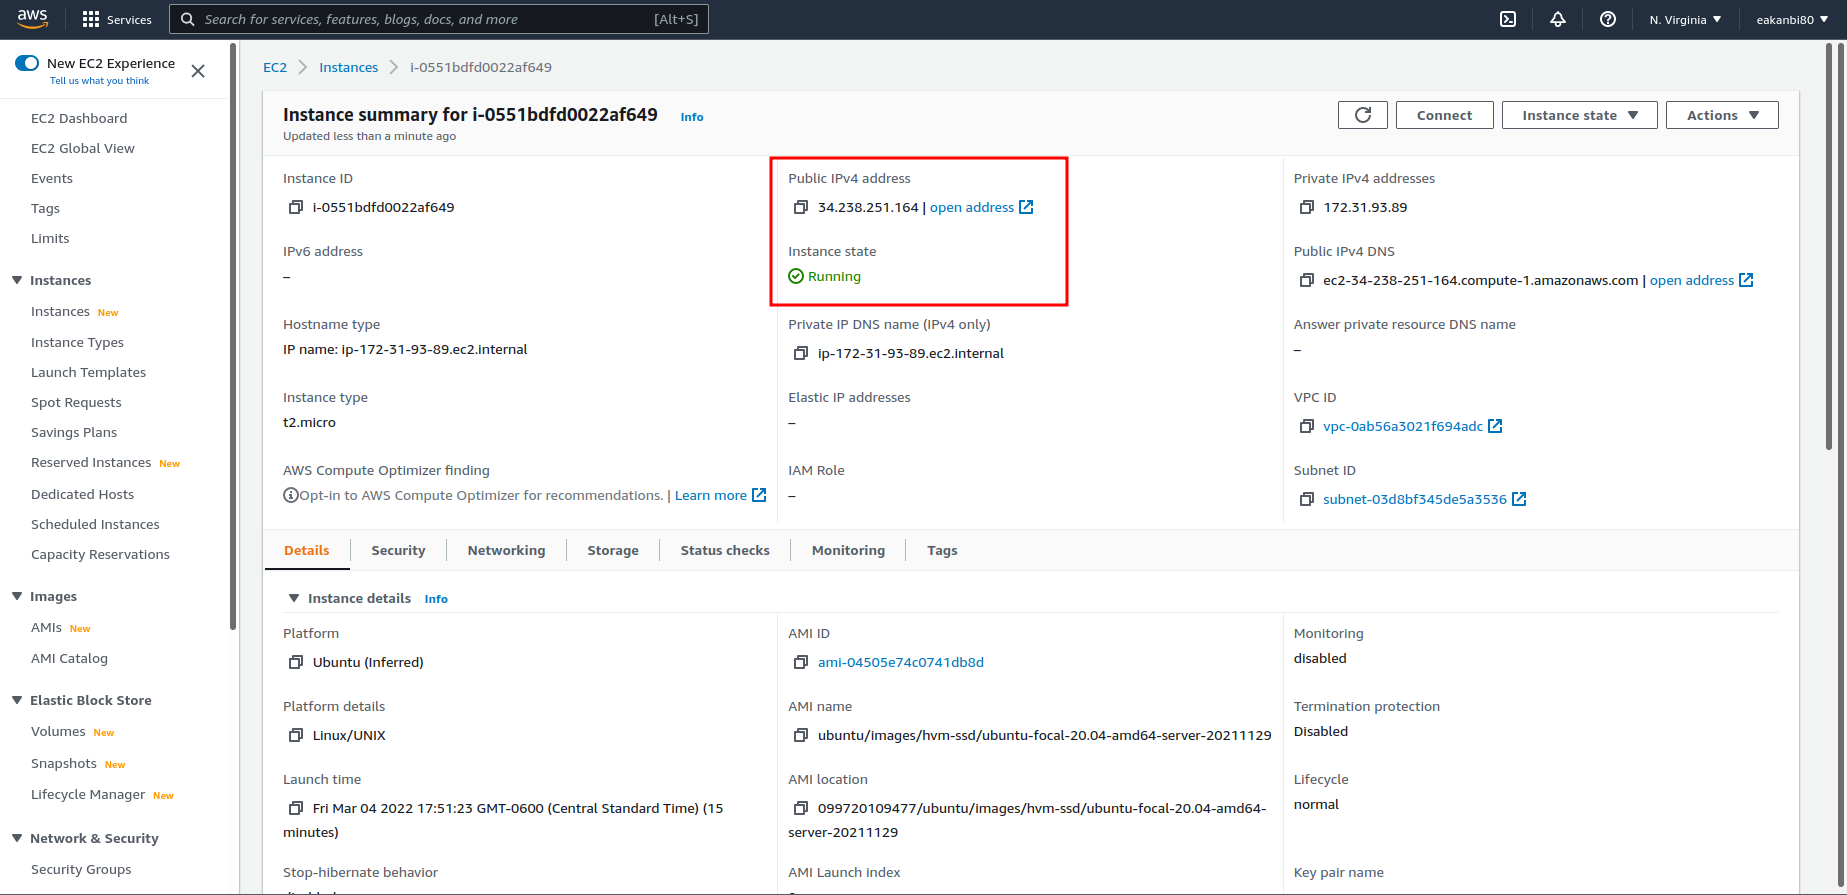 aws
Services
Search for services, features, blogs, docs, and more
[Alt+S]
N. Virginia ▼
eakanbi80 ▼
New EC2 Experience
Tell us what you think
EC2 Dashboard
EC2 Global View
Events
Tags
Limits
Instances
Instances New
Instance Types
Launch Templates
Spot Requests
Savings Plans
Reserved Instances New
Dedicated Hosts
Scheduled Instances
Capacity Reservations
Images
AMIs New
AMI Catalog
Elastic Block Store
Volumes New
Snapshots New
Lifecycle Manager New
Network & Security
Security Groups
EC2 > Instances > i-0551bdfd0022af649
Instance summary for i-0551bdfd0022af649 Info
Updated less than a minute ago
Connect
Instance state ▼
Actions ▼
Instance ID
i-0551bdfd0022af649
Public IPv4 address
34.238.251.164 | open address
Private IPv4 addresses
172.31.93.89
IPv6 address
–
Instance state
Running
Public IPv4 DNS
ec2-34-238-251-164.compute-1.amazonaws.com | open address
Hostname type
IP name: ip-172-31-93-89.ec2.internal
Private IP DNS name (IPv4 only)
ip-172-31-93-89.ec2.internal
Answer private resource DNS name
–
Instance type
t2.micro
Elastic IP addresses
–
VPC ID
vpc-0ab56a3021f694adc
AWS Compute Optimizer finding
Opt-in to AWS Compute Optimizer for recommendations. | Learn more
IAM Role
–
Subnet ID
subnet-03d8bf345de5a3536
Details
Security
Networking
Storage
Status checks
Monitoring
Tags
Instance details Info
Platform
Ubuntu (Inferred)
AMI ID
ami-04505e74c0741db8d
Monitoring
disabled
Platform details
Linux/UNIX
AMI name
ubuntu/images/hvm-ssd/ubuntu-focal-20.04-amd64-server-20211129
Termination protection
Disabled
Launch time
Fri Mar 04 2022 17:51:23 GMT-0600 (Central Standard Time) (15
minutes)
AMI location
099720109477/ubuntu/images/hvm-ssd/ubuntu-focal-20.04-amd64-
server-20211129
Lifecycle
normal
Stop-hibernate behavior
AMI Launch index
Key pair name